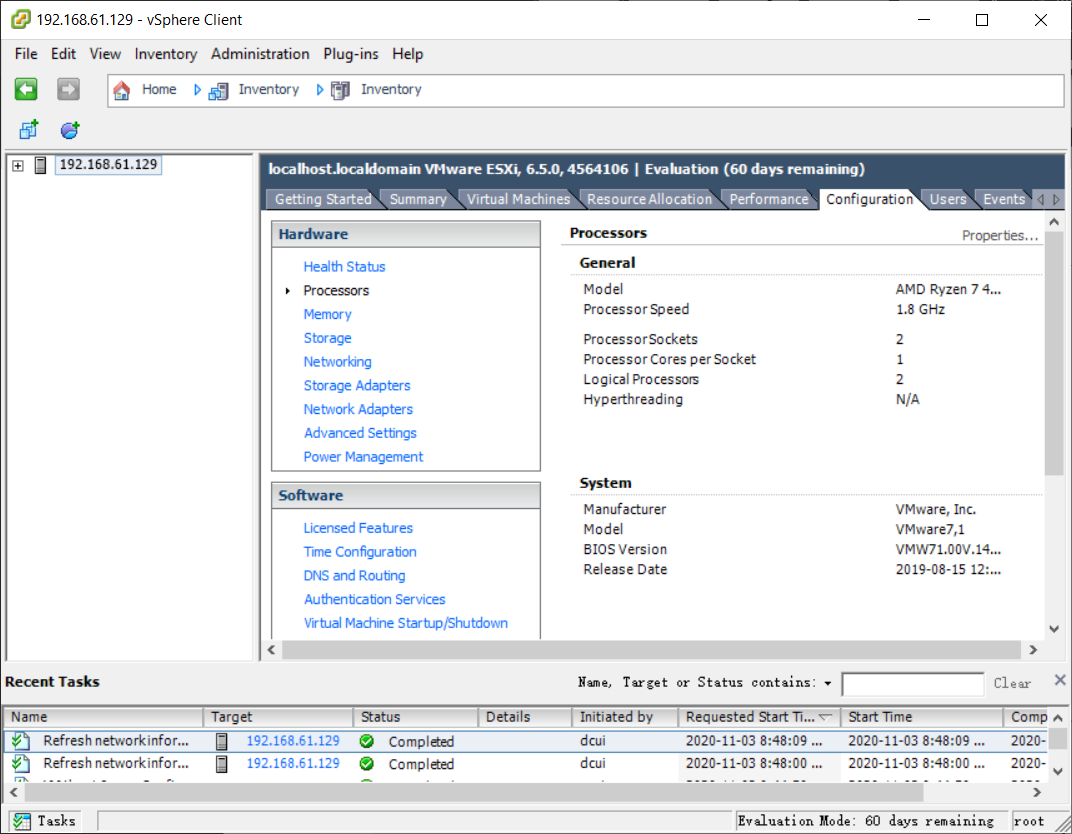 192.168.61.129 - vSphere Client
File Edit View Inventory Administration Plug-ins Help
Home Inventory Inventory
192.168.61.129
localhost.localdomain VMware ESXi, 6.5.0, 4564106 | Evaluation (60 days remaining)
Getting Started Summary Virtual Machines Resource Allocation Performance Configuration Users Events
Hardware
Health Status
Processors
Memory
Storage
Networking
Storage Adapters
Network Adapters
Advanced Settings
Power Management
Software
Licensed Features
Time Configuration
DNS and Routing
Authentication Services
Virtual Machine Startup/Shutdown
Processors
Properties...
General
Model AMD Ryzen 7 4...
Processor Speed 1.8 GHz
Processor Sockets 2
Processor Cores per Socket 1
Logical Processors 2
Hyperthreading N/A
System
Manufacturer VMware, Inc.
Model VMware7,1
BIOS Version VMW71.00V.14...
Release Date 2019-08-15 12:...
Recent Tasks
Name, Target or Status contains: Clear
Name Target Status Details Initiated by Requested Start Ti... Start Time Comp
Refresh network infor... 192.168.61.129 Completed dcui 2020-11-03 8:48:09 ... 2020-11-03 8:48:09 ... 2020-
Refresh network infor... 192.168.61.129 Completed dcui 2020-11-03 8:48:00 ... 2020-11-03 8:48:00 ... 2020-
Tasks
Evaluation Mode: 60 days remaining
root